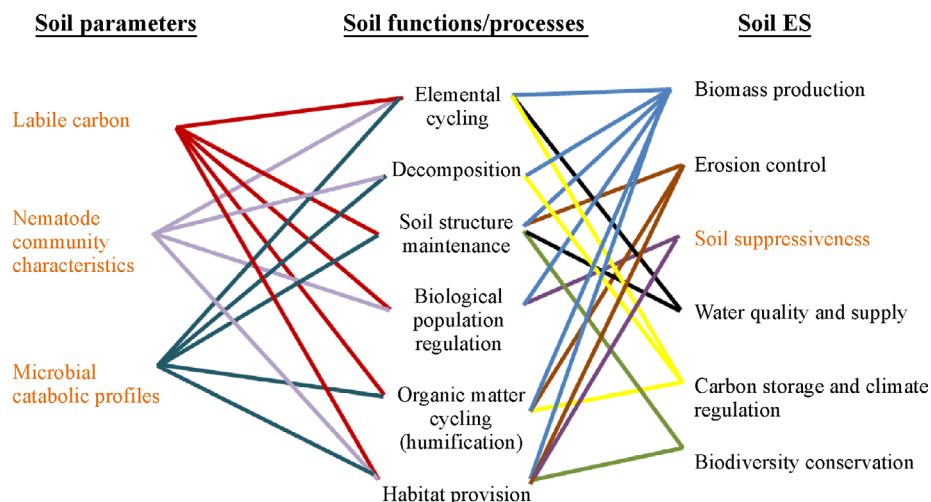 Soil parameters
Soil functions/processes
Soil ES
Labile carbon
Nematode
community
characteristics
Microbial
catabolic profiles
Elemental
cycling
Decomposition
Soil structure
maintenance
Biological
population
regulation
Organic matter
cycling
(humification)
Habitat provision
Biomass production
Erosion control
Soil suppressiveness
Water quality and supply
Carbon storage and climate
regulation
Biodiversity conservation